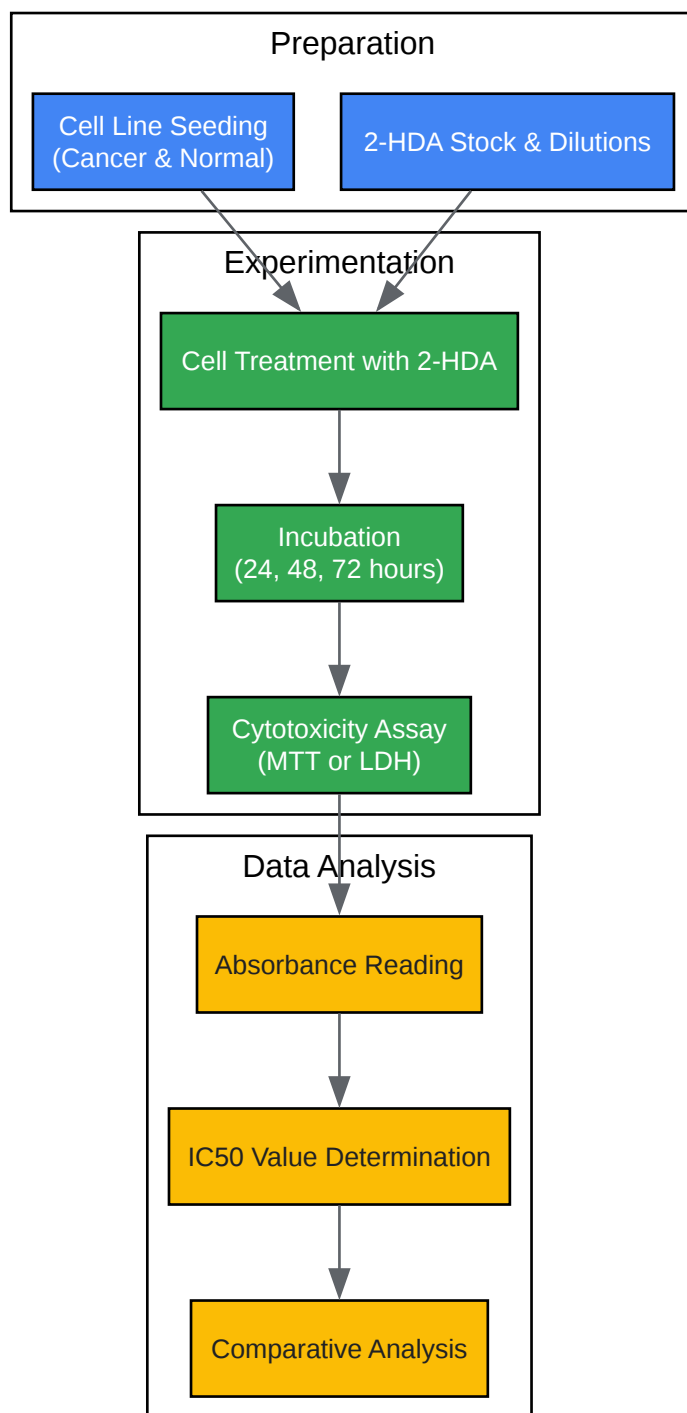 Preparation
Cell Line Seeding
(Cancer & Normal)
2-HDA Stock & Dilutions
Experimentation
Cell Treatment with 2-HDA
Incubation
(24, 48, 72 hours)
Cytotoxicity Assay
(MTT or LDH)
Data Analysis
Absorbance Reading
IC50 Value Determination
Comparative Analysis